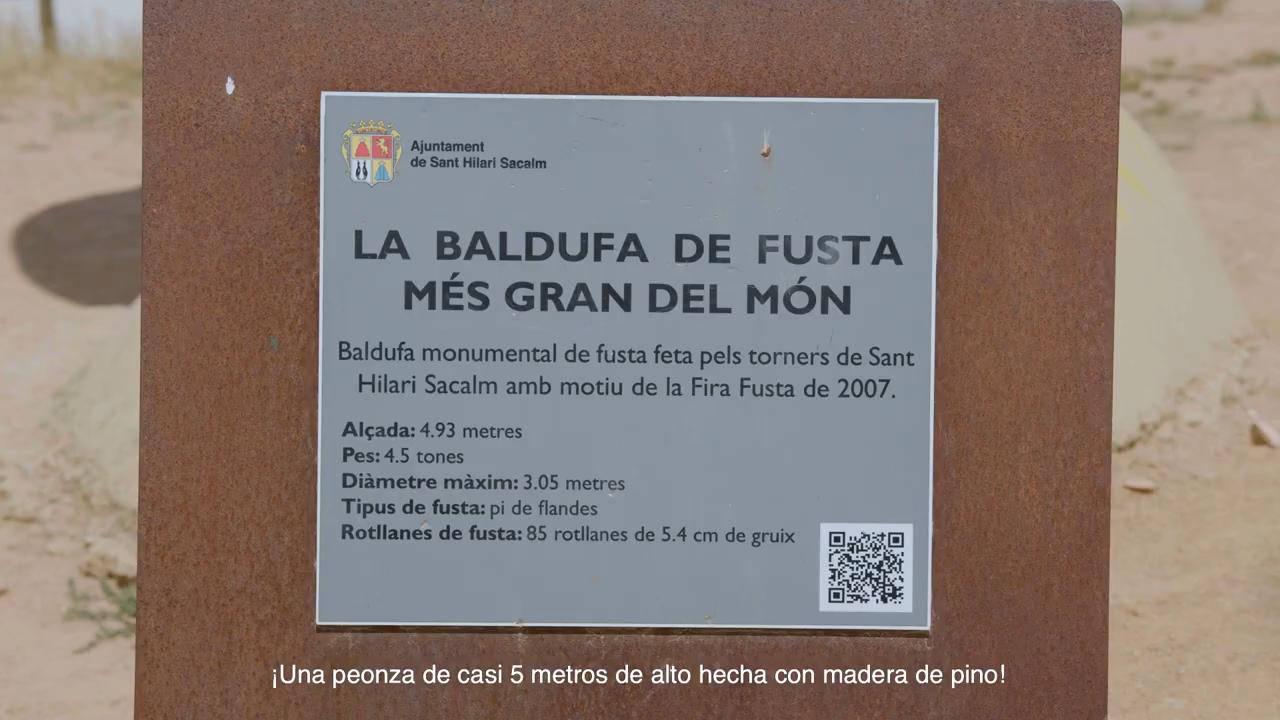 Ajuntament
de Sant Hilari Sacalm
LA BALDUFA DE FUSTA
MÉS GRAN DEL MÓN
Baldufa monumental de fusta feta pels torners de Sant
Hilari Sacalm amb motiu de la Fira Fusta de 2007.
Alçada: 4.93 metres
Pes: 4.5 tones
Diàmetre màxim: 3.05 metres
Tipus de fusta: pi de flandes
Rotllanes de fusta: 85 rotllanes de 5.4 cm de gruix
¡Una peonza de casi 5 metros de alto hecha con madera de pino!